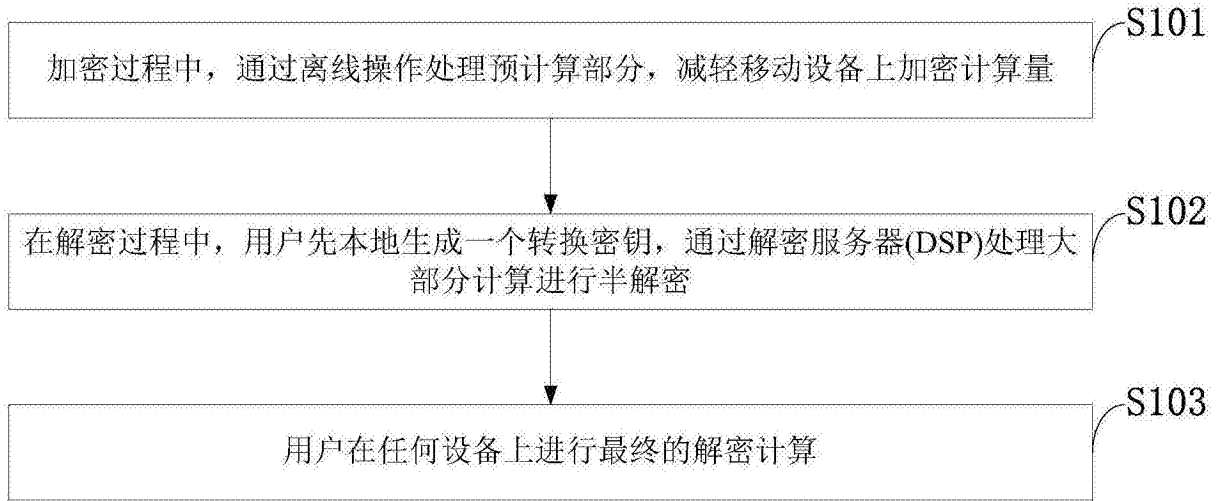 S101
加密过程中，通过离线操作处理预计算部分，减轻移动设备上加密计算量
S102
在解密过程中，用户先本地生成一个转换密钥，通过解密服务器(DSP)处理大
部分计算进行半解密
S103
用户在任何设备上进行最终的解密计算